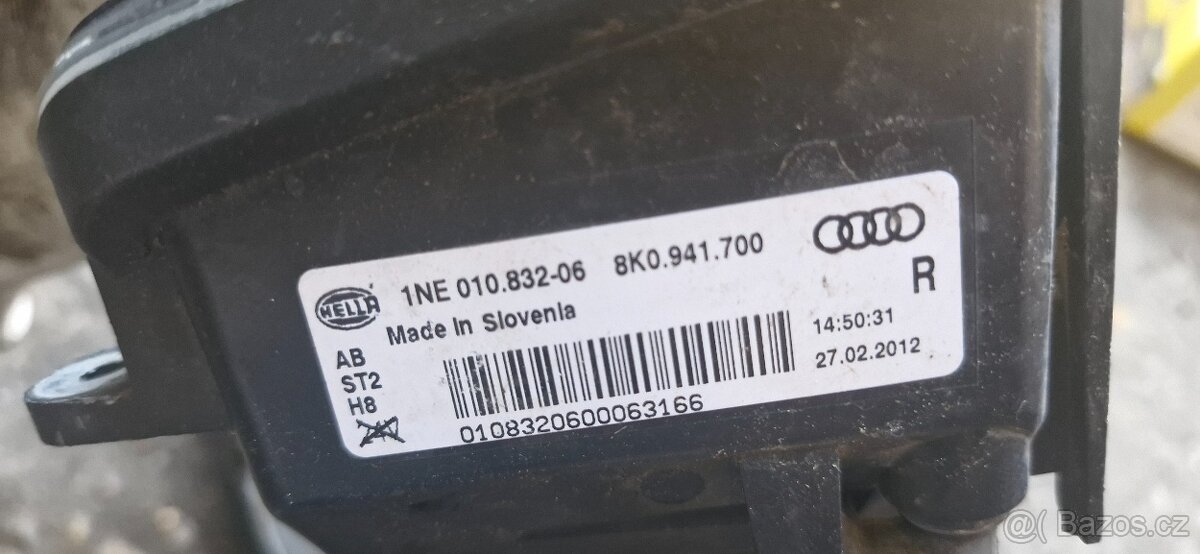 HELLA 1NE 010.832-06 8K0.941.700
R
Made In Slovenia
AB
ST2
H8
24V
14:50:31
27.02.2012
0108320600063166
@( Bazos.cz